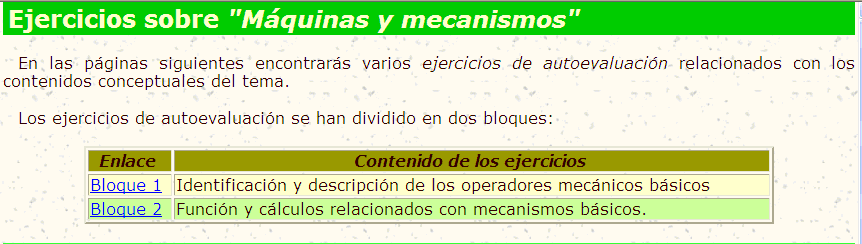 Ejercicios sobre "Máquinas y mecanismos"
En las páginas siguientes encontrarás varios ejercicios de autoevaluación relacionados con los
contenidos conceptuales del tema.
Los ejercicios de autoevaluación se han dividido en dos bloques:
Enlace Contenido de los ejercicios
Bloque 1 Identificación y descripción de los operadores mecánicos básicos
Bloque 2 Función y cálculos relacionados con mecanismos básicos.